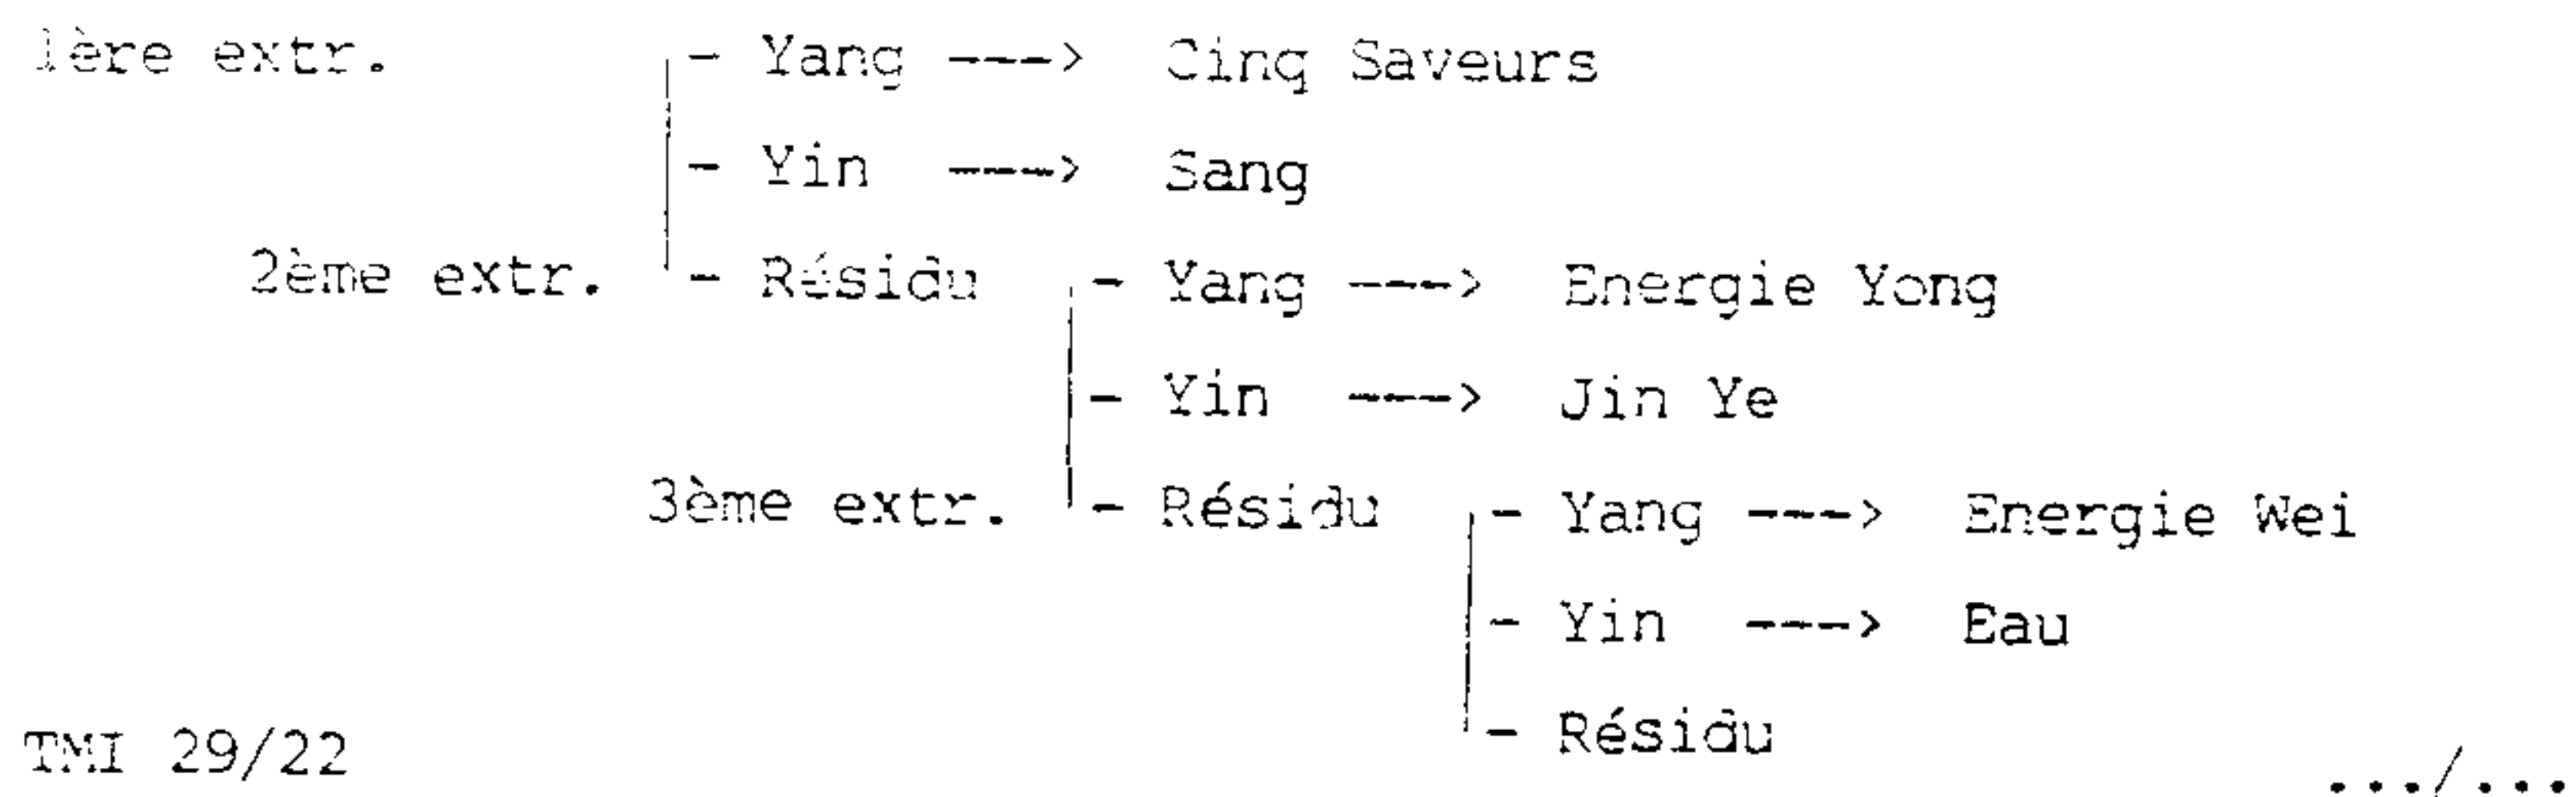 1ère extr. - Yang ---> Cinq Saveurs
- Yin ---> Sang
2ème extr. - Résidu - Yang ---> Energie Yong
- Yin ---> Jin Ye
3ème extr. - Résidu - Yang ---> Energie Wei
- Yin ---> Eau
- Résidu
TMI 29/22 .../...